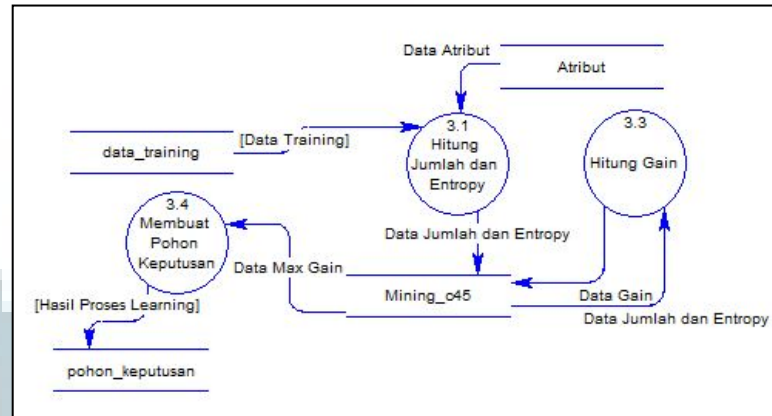 Data Atribut
Atribut
[Data Training]
data_training
3.1
Hitung
Jumlah dan
Entropy
3.3
Hitung Gain
3.4
Membuat
Pohon
Keputusan
Data Jumlah dan Entropy
Data Max Gain
Mining_c45
Data Gain
Data Jumlah dan Entropy
[Hasil Proses Learning]
pohon_keputusan